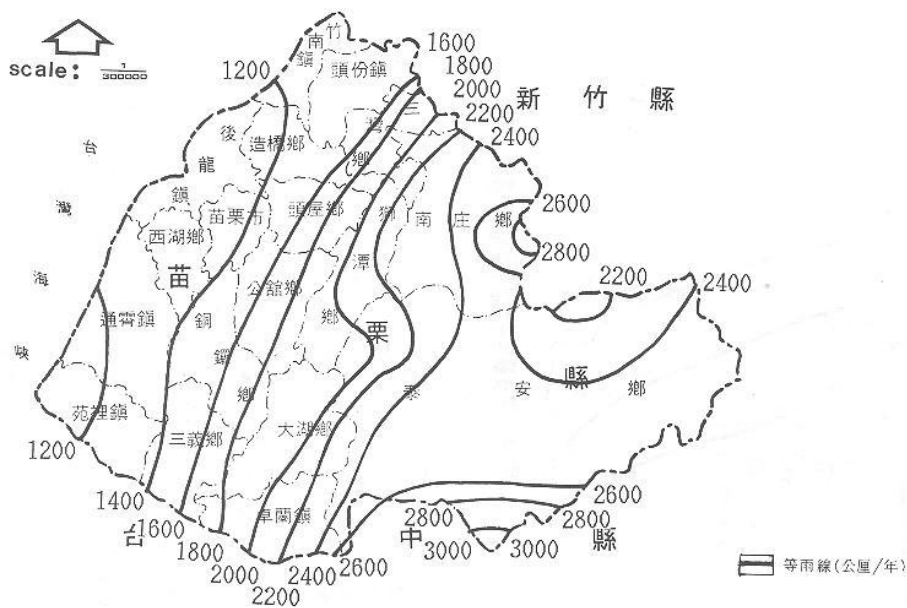 scale: 1/300000
1200
1600
1800
2000
2200
2400
新竹縣
竹南鎮
頭份鎮
三灣鄉
後龍鎮
造橋鄉
台灣海峽
苗栗市
頭屋鄉
獅潭鄉
南庄鄉
2600
2800
西湖鄉
2200
2400
苗栗縣
公舘鄉
通霄鎮
銅鑼鄉
泰安鄉
苑裡鎮
三義鄉
大湖鄉
卓蘭鎮
1200
1400
1600
1800
2000
2200
2400
2600
2800
3000
3000
2800
2600
台中縣
等雨線(公厘/年)